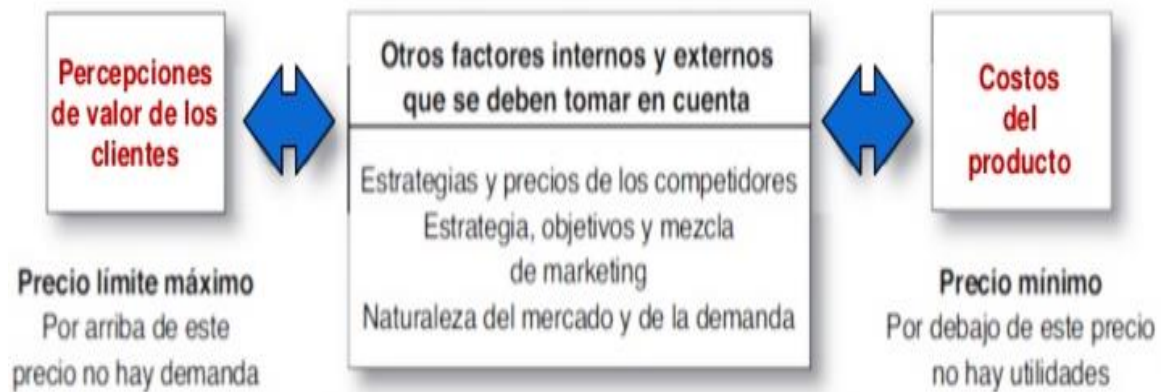 Percepciones
de valor de los
clientes
Precio límite máximo
Por arriba de este
precio no hay demanda
Otros factores internos y externos
que se deben tomar en cuenta
Estrategias y precios de los competidores
Estrategia, objetivos y mezcla
de marketing
Naturaleza del mercado y de la demanda
Costos
del
producto
Precio mínimo
Por debajo de este precio
no hay utilidades